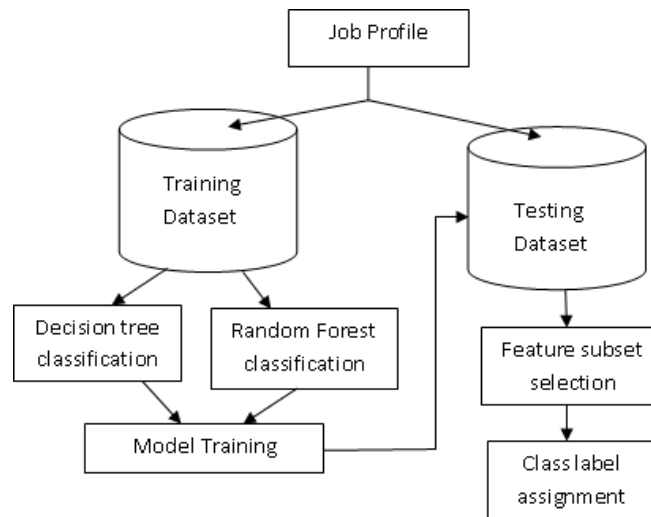 Job Profile
Training
Dataset
Testing
Dataset
Decision tree
classification
Random Forest
classification
Feature subset
selection
Model Training
Class label
assignment